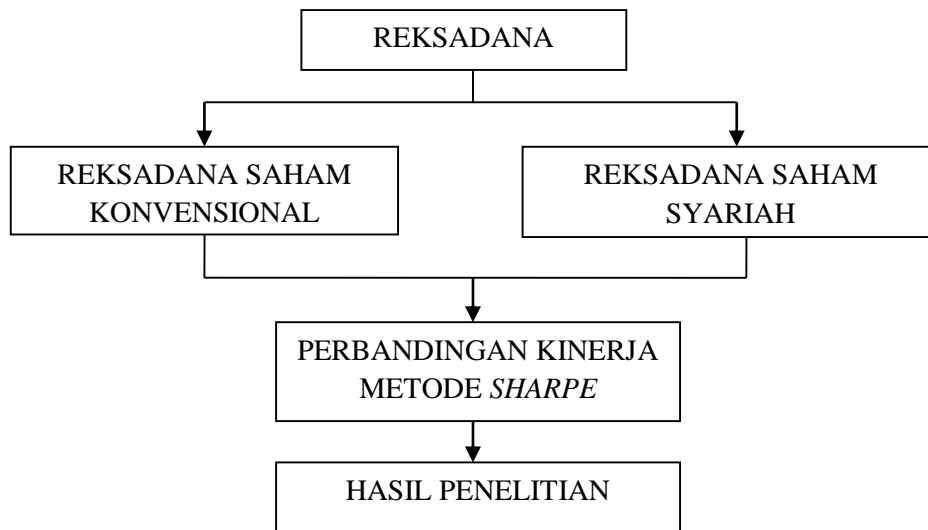 REKSADANA
REKSADANA SAHAM
KONVENSIONAL
REKSADANA SAHAM
SYARIAH
PERBANDINGAN KINERJA
METODE SHARPE
HASIL PENELITIAN